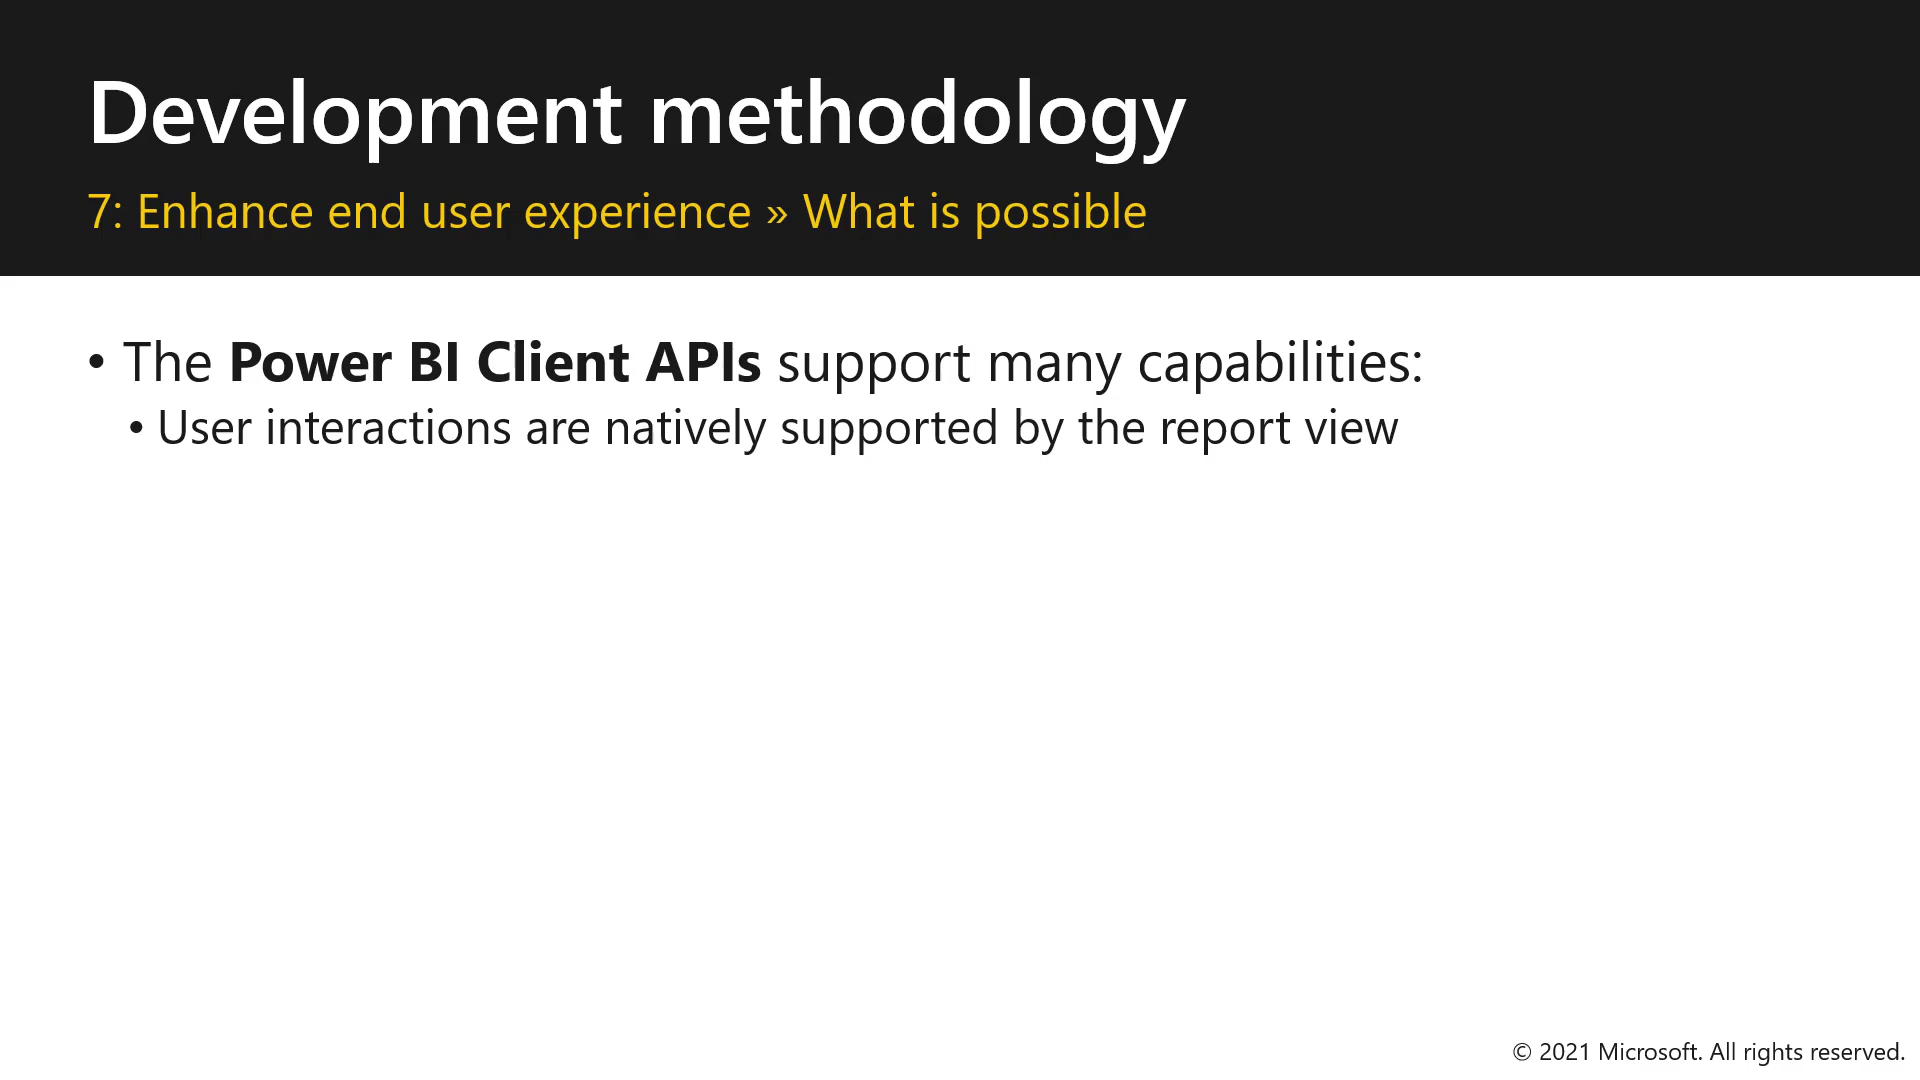 Development methodology
7: Enhance end user experience » What is possible
• The Power BI Client APIs support many capabilities:
• User interactions are natively supported by the report view
© 2021 Microsoft. All rights reserved.